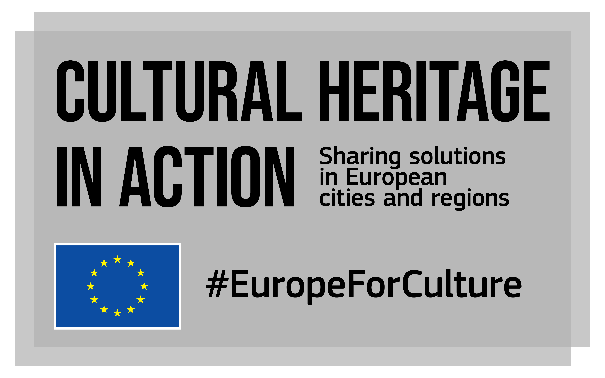 CULTURAL HERITAGE
IN ACTION
Sharing solutions
in European
cities and regions
#EuropeForCulture